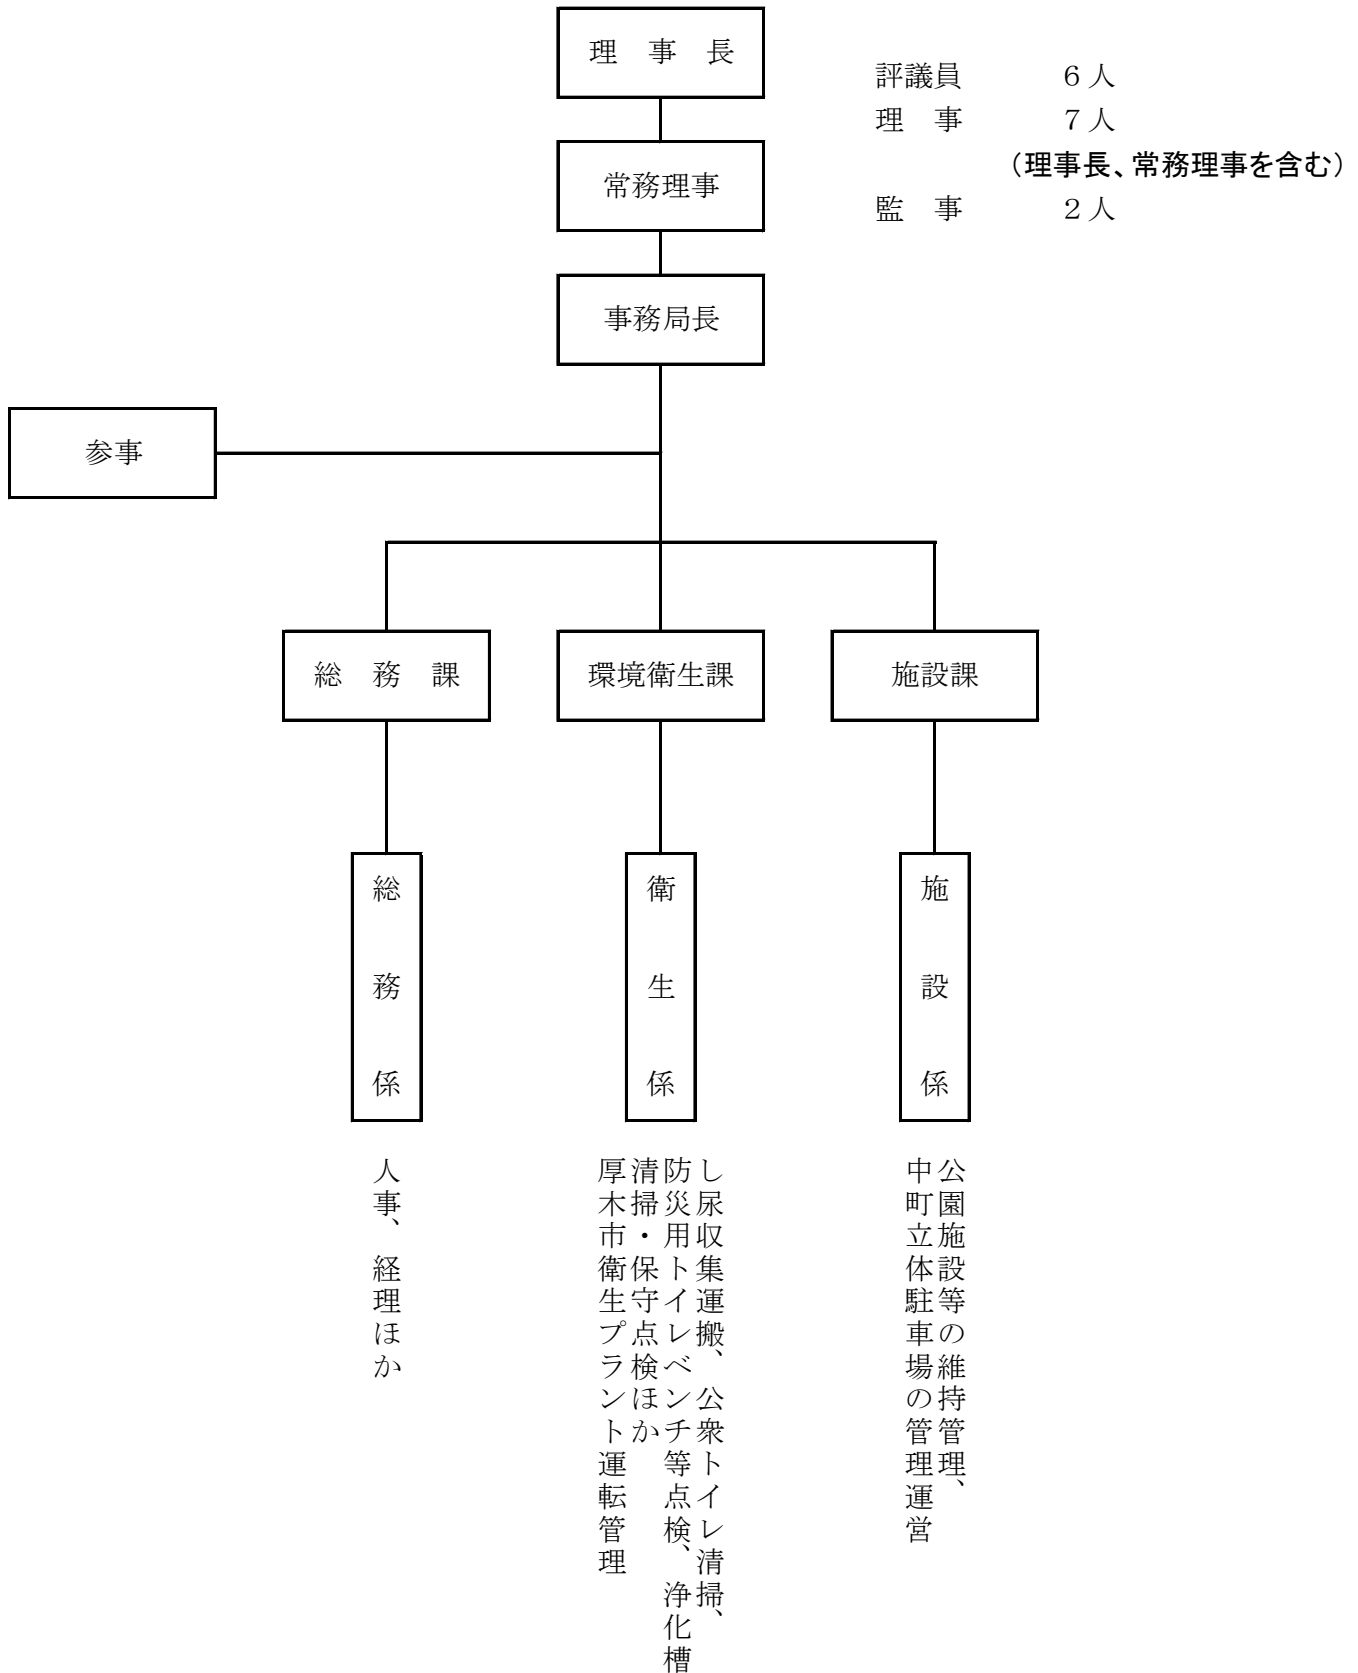 理　事　長
評議員　６人
理　事　７人
（理事長、常務理事を含む）
監　事　２人
常務理事
事務局長
参事
総　務　課
環境衛生課
施設課
総務係
衛生係
施設係
人事、経理ほか
し尿収集運搬、公衆トイレ清掃、
防災用トイレベンチ等点検、浄化槽
清掃・保守点検ほか
厚木市衛生プラント運転管理
公園施設等の維持管理、
中町立体駐車場の管理運営